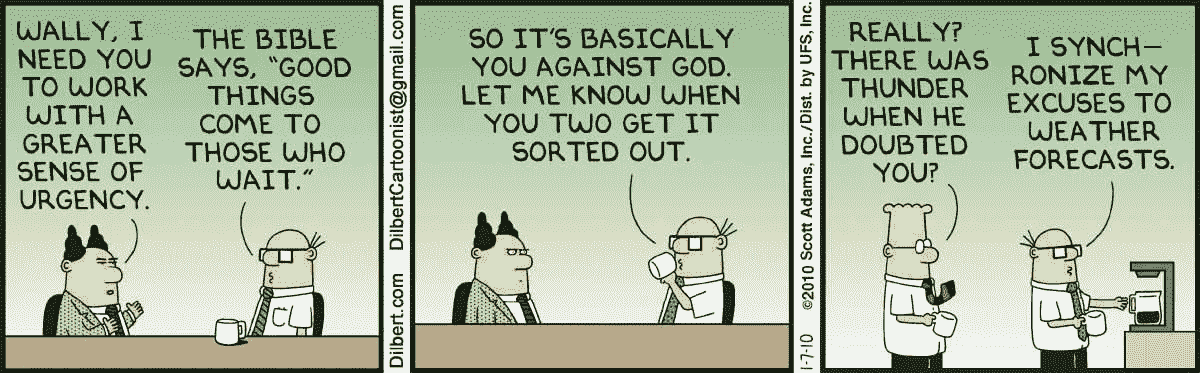 WALLY, I
NEED YOU
TO WORK
WITH A
GREATER
SENSE OF
URGENCY.
THE BIBLE
SAYS, "GOOD
THINGS
COME TO
THOSE WHO
WAIT."
Dilbert.com DilbertCartoonist@gmail.com
SO IT'S BASICALLY
YOU AGAINST GOD.
LET ME KNOW WHEN
YOU TWO GET IT
SORTED OUT.
1-7-10 ©2010 Scott Adams, Inc./Dist. by UFS, Inc.
REALLY?
THERE WAS
THUNDER
WHEN HE
DOUBTED
YOU?
I SYNCH-
RONIZE MY
EXCUSES TO
WEATHER
FORECASTS.